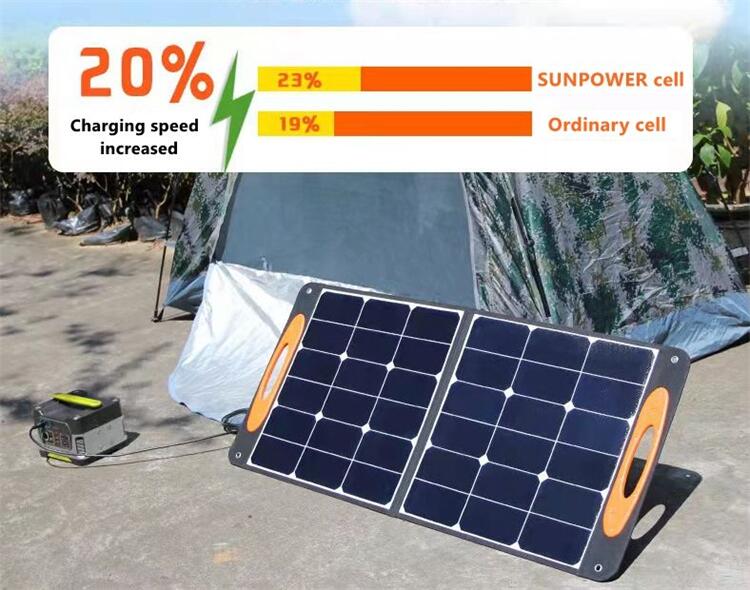 20%
Charging speed
increased
23% SUNPOWER cell
19% Ordinary cell